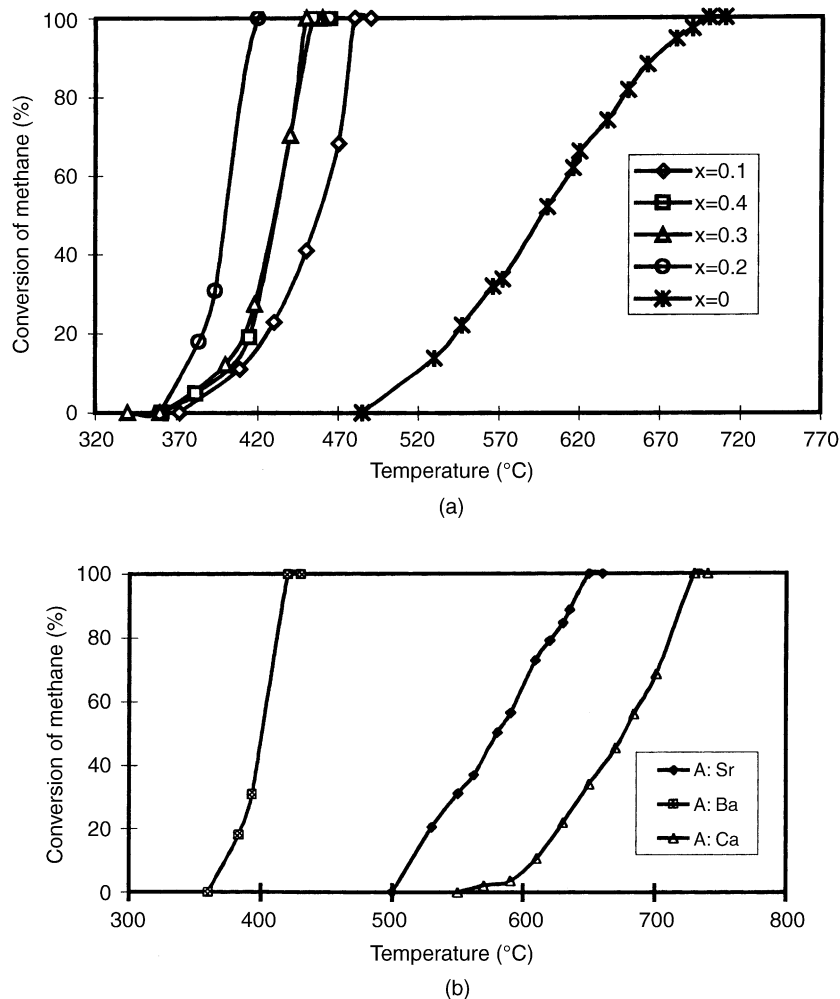 100
80
60
40
20
0
Conversion of methane (%)
x=0.1
x=0.4
x=0.3
x=0.2
x=0
320 370 420 470 520 570 620 670 720 770
Temperature (°C)
(a)
100
80
60
40
20
0
Conversion of methane (%)
A: Sr
A: Ba
A: Ca
300 400 500 600 700 800
Temperature (°C)
(b)